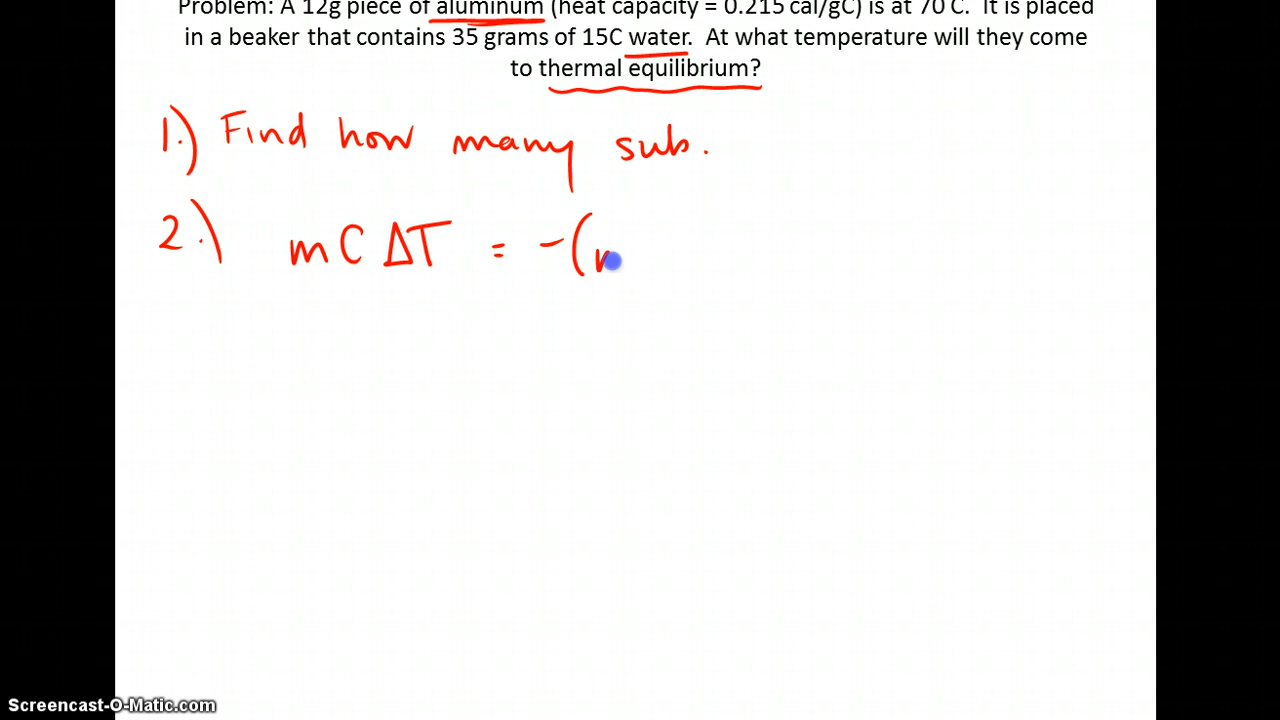 Problem: A 12g piece of aluminum (heat capacity = 0.215 cal/gC) is at 70 C. It is placed
in a beaker that contains 35 grams of 15C water. At what temperature will they come
to thermal equilibrium?
1.) Find how many sub.
2.) m C ΔT = -(
Screencast-O-Matic.com